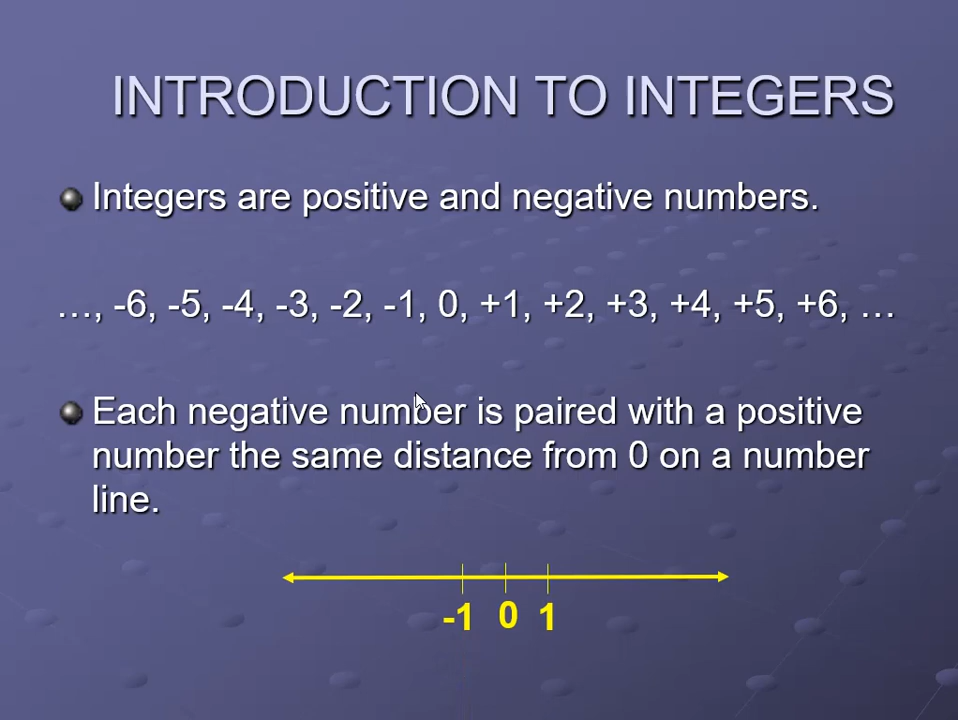 INTRODUCTION TO INTEGERS
Integers are positive and negative numbers.
…, -6, -5, -4, -3, -2, -1, 0, +1, +2, +3, +4, +5, +6, …
Each negative number is paired with a positive
number the same distance from 0 on a number
line.
-1 0 1